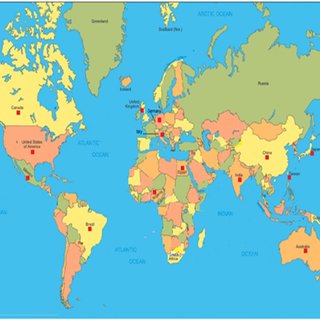 ARCTIC OCEAN
Greenland
Svalbard (Nor.)
Iceland
Russia
United
Kingdom
Germany
Canada
Italy
United States
of America
ATLANTIC
OCEAN
China
Japan
Taiwan
India
Brazil
ATLANTIC
OCEAN
INDIAN
OCEAN
South
Africa
Australia